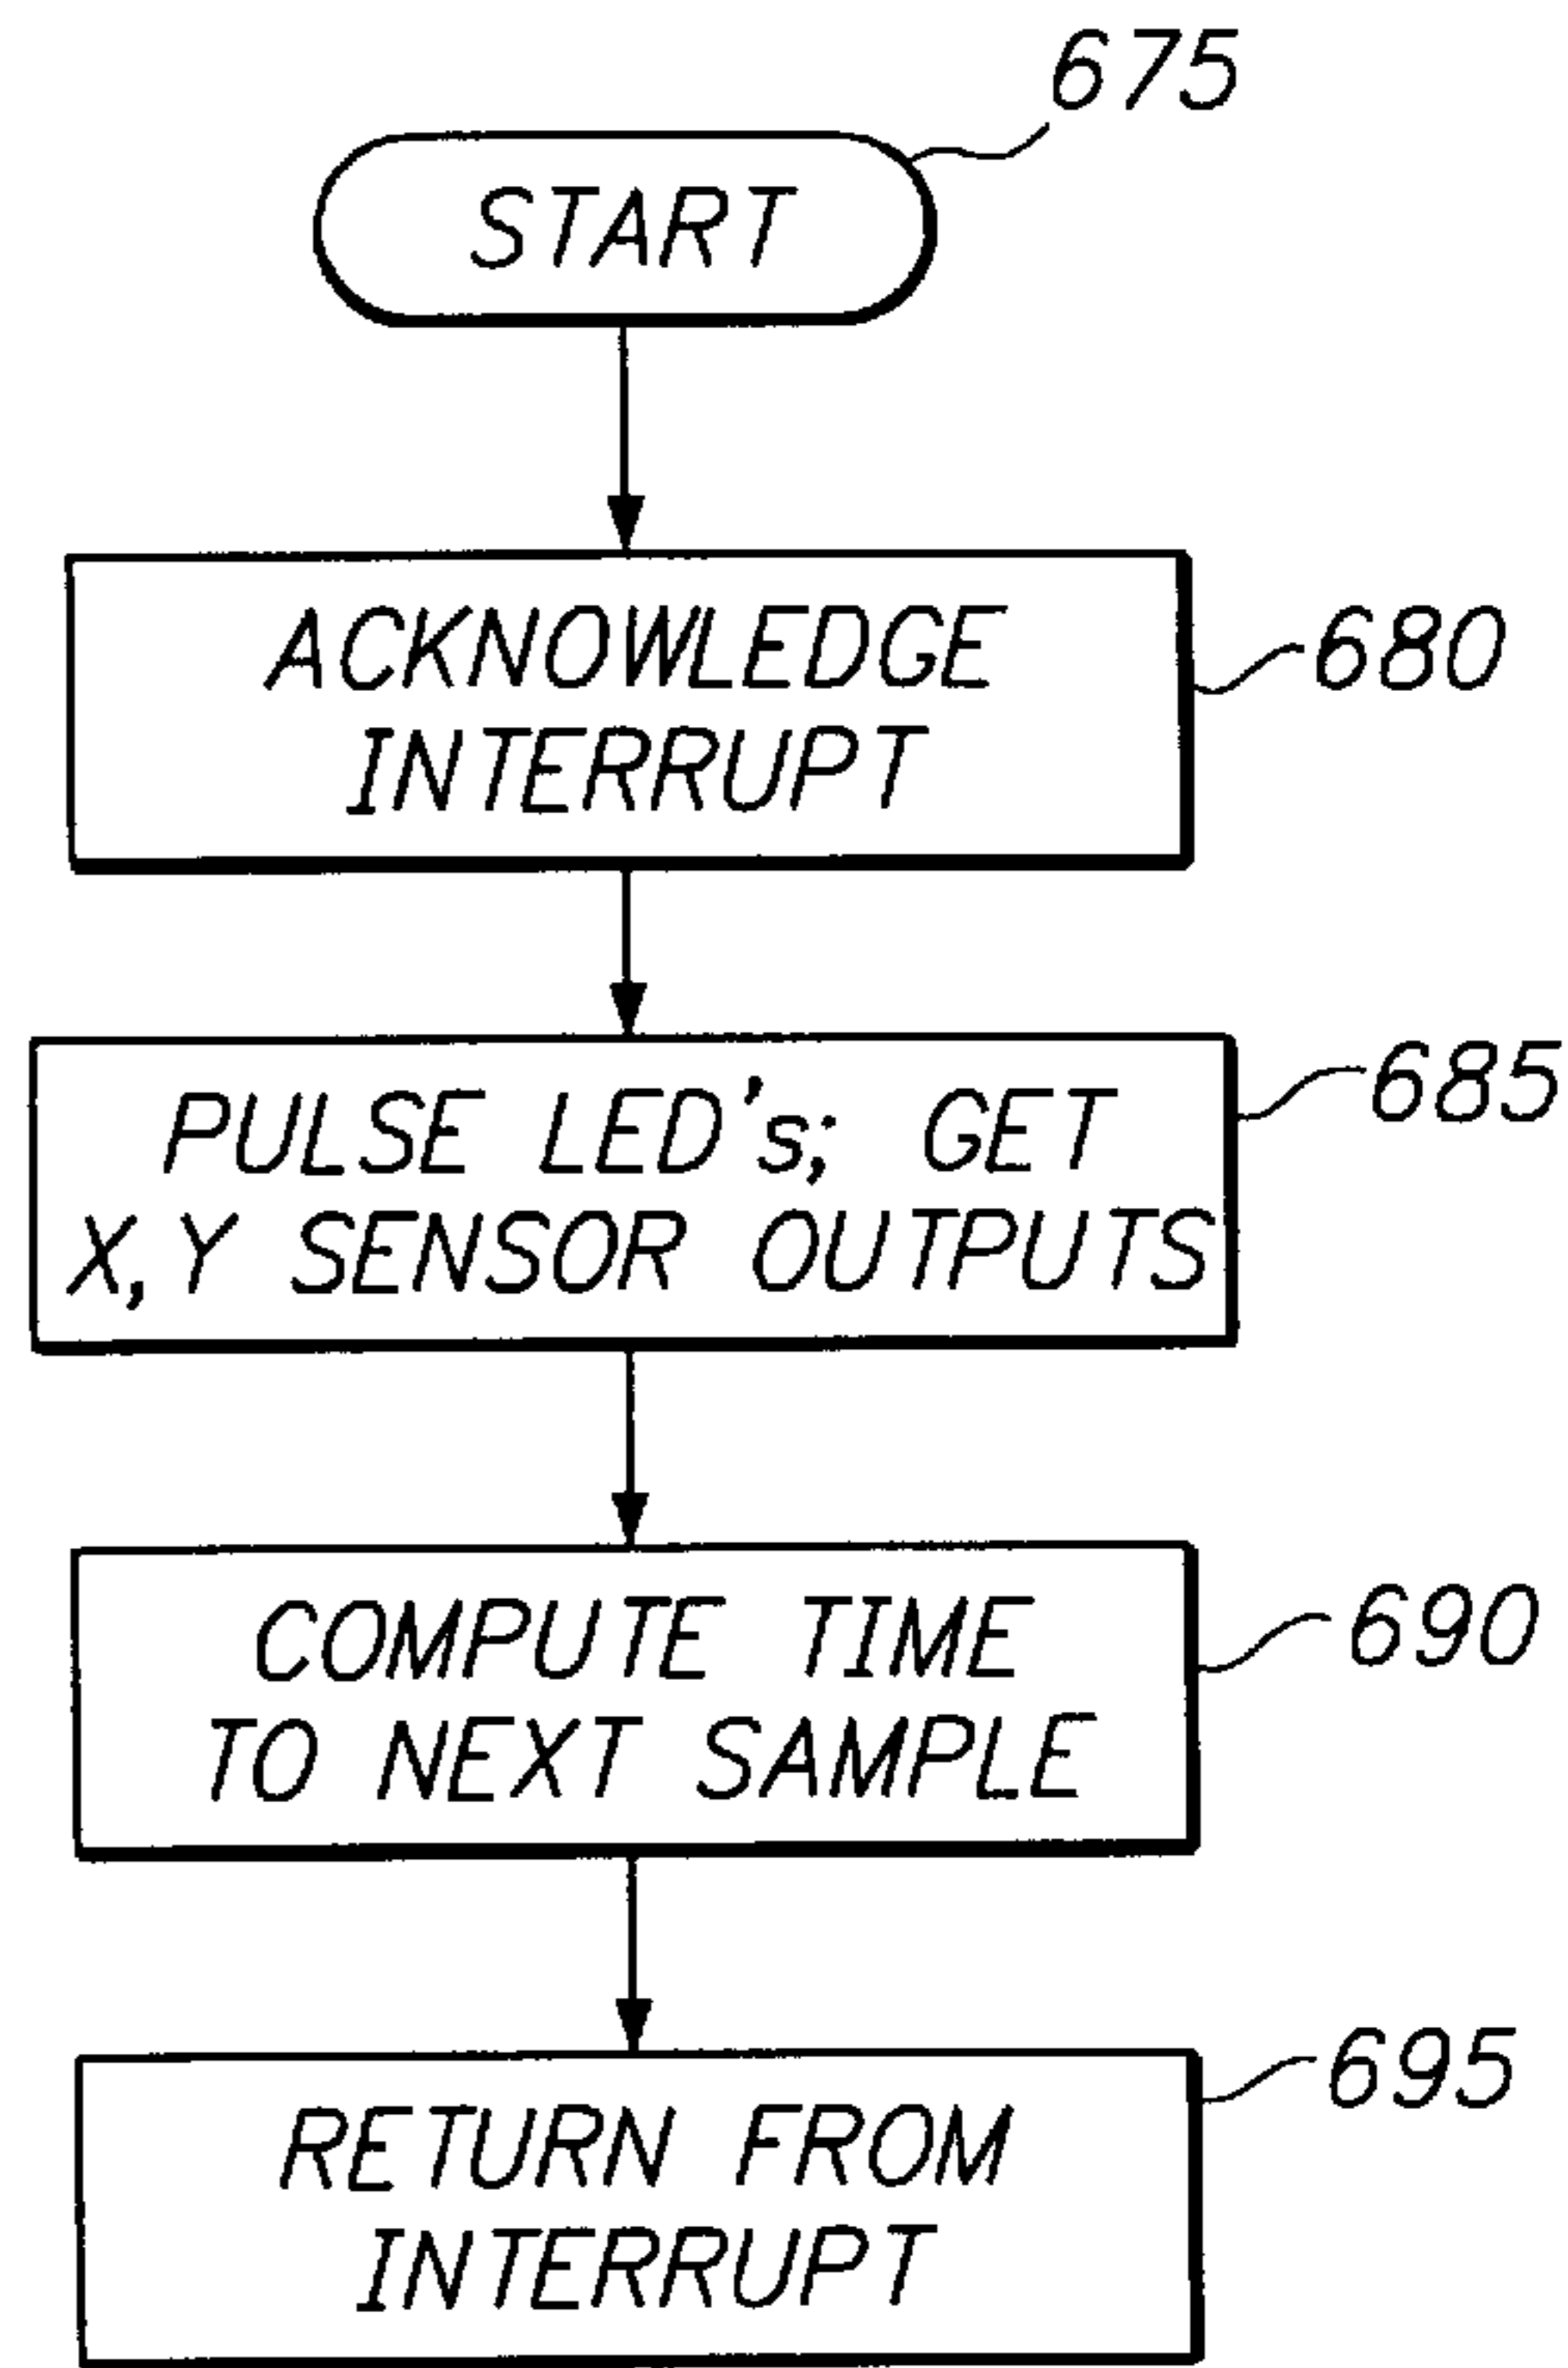 675
START
ACKNOWLEDGE
INTERRUPT
680
PULSE LED's; GET
X,Y SENSOR OUTPUTS
685
COMPUTE TIME
TO NEXT SAMPLE
690
RETURN FROM
INTERRUPT
695